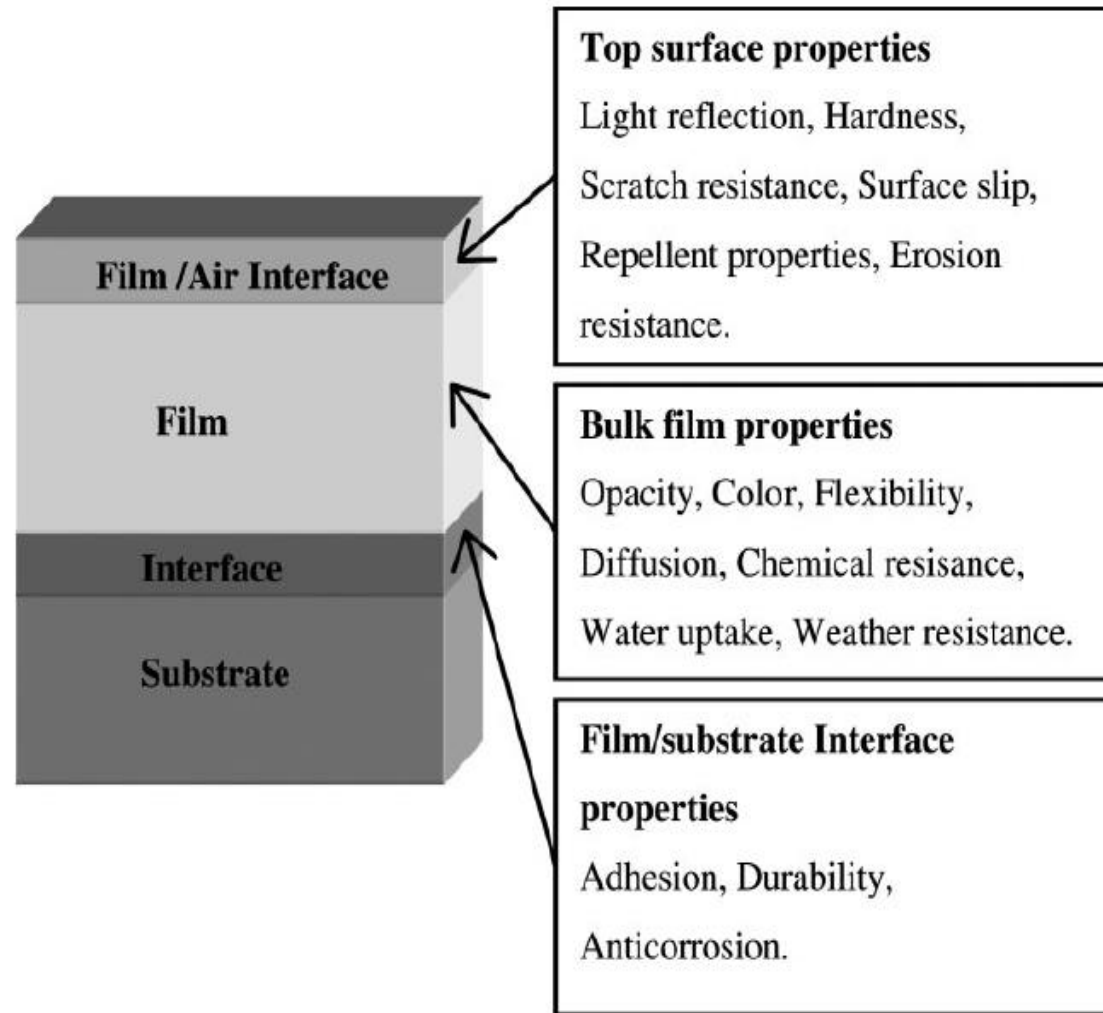 Film /Air Interface
Film
Interface
Substrate
Top surface properties
Light reflection, Hardness,
Scratch resistance, Surface slip,
Repellent properties, Erosion
resistance.
Bulk film properties
Opacity, Color, Flexibility,
Diffusion, Chemical resisance,
Water uptake, Weather resistance.
Film/substrate Interface
properties
Adhesion, Durability,
Anticorrosion.